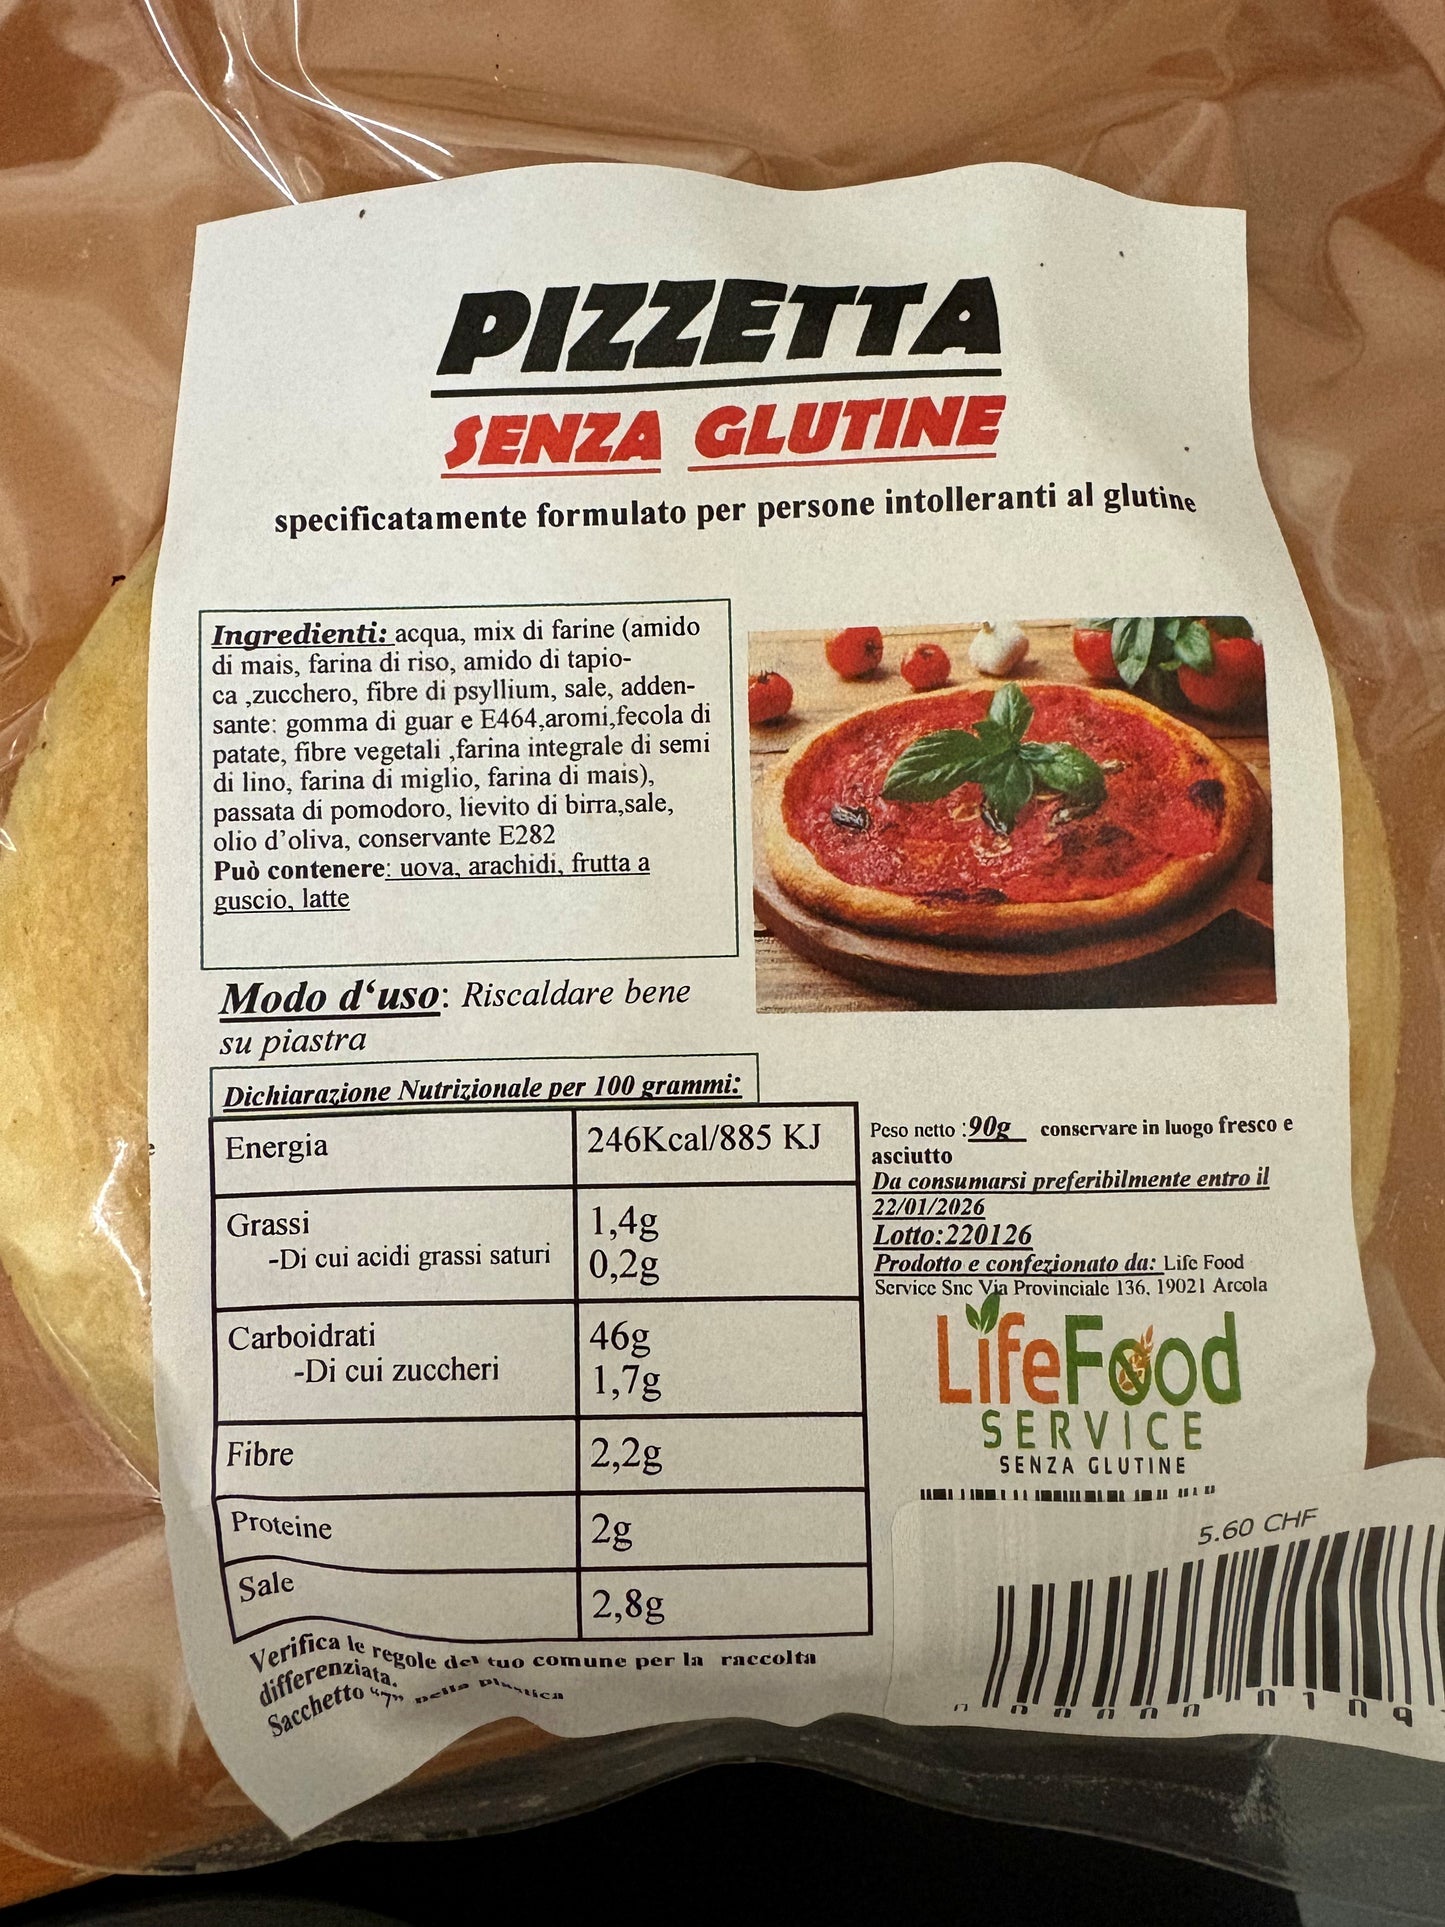 PIZZETTA
SENZA GLUTINE
specificatamente formulato per persone intolleranti al glutine
Ingredienti: acqua, mix di farine (amido
di mais, farina di riso, amido di tapio-
ca ,zucchero, fibre di psyllium, sale, adden-
sante: gomma di guar e E464,aromi,fecola di
patate, fibre vegetali ,farina integrale di semi
di lino, farina di miglio, farina di mais),
passata di pomodoro, lievito di birra,sale,
olio d'oliva, conservante E282
Può contenere: uova, arachidi, frutta a
guscio, latte
Modo d‘uso: Riscaldare bene
su piastra
Dichiarazione Nutrizionale per 100 grammi:
Energia 246Kcal/885 KJ
Grassi 1,4g
-Di cui acidi grassi saturi 0,2g
Carboidrati 46g
-Di cui zuccheri 1,7g
Fibre 2,2g
Proteine 2g
Sale 2,8g
Verifica le regole del tuo comune per la raccolta
differenziata.
Sacchetto “7” nella plastica
Peso netto :90g conservare in luogo fresco e
asciutto
Da consumarsi preferibilmente entro il
22/01/2026
Lotto:220126
Prodotto e confezionato da: Life Food
Service Snc Via Provinciale 136, 19021 Arcola
LifeFood
SERVICE
SENZA GLUTINE
5.60 CHF